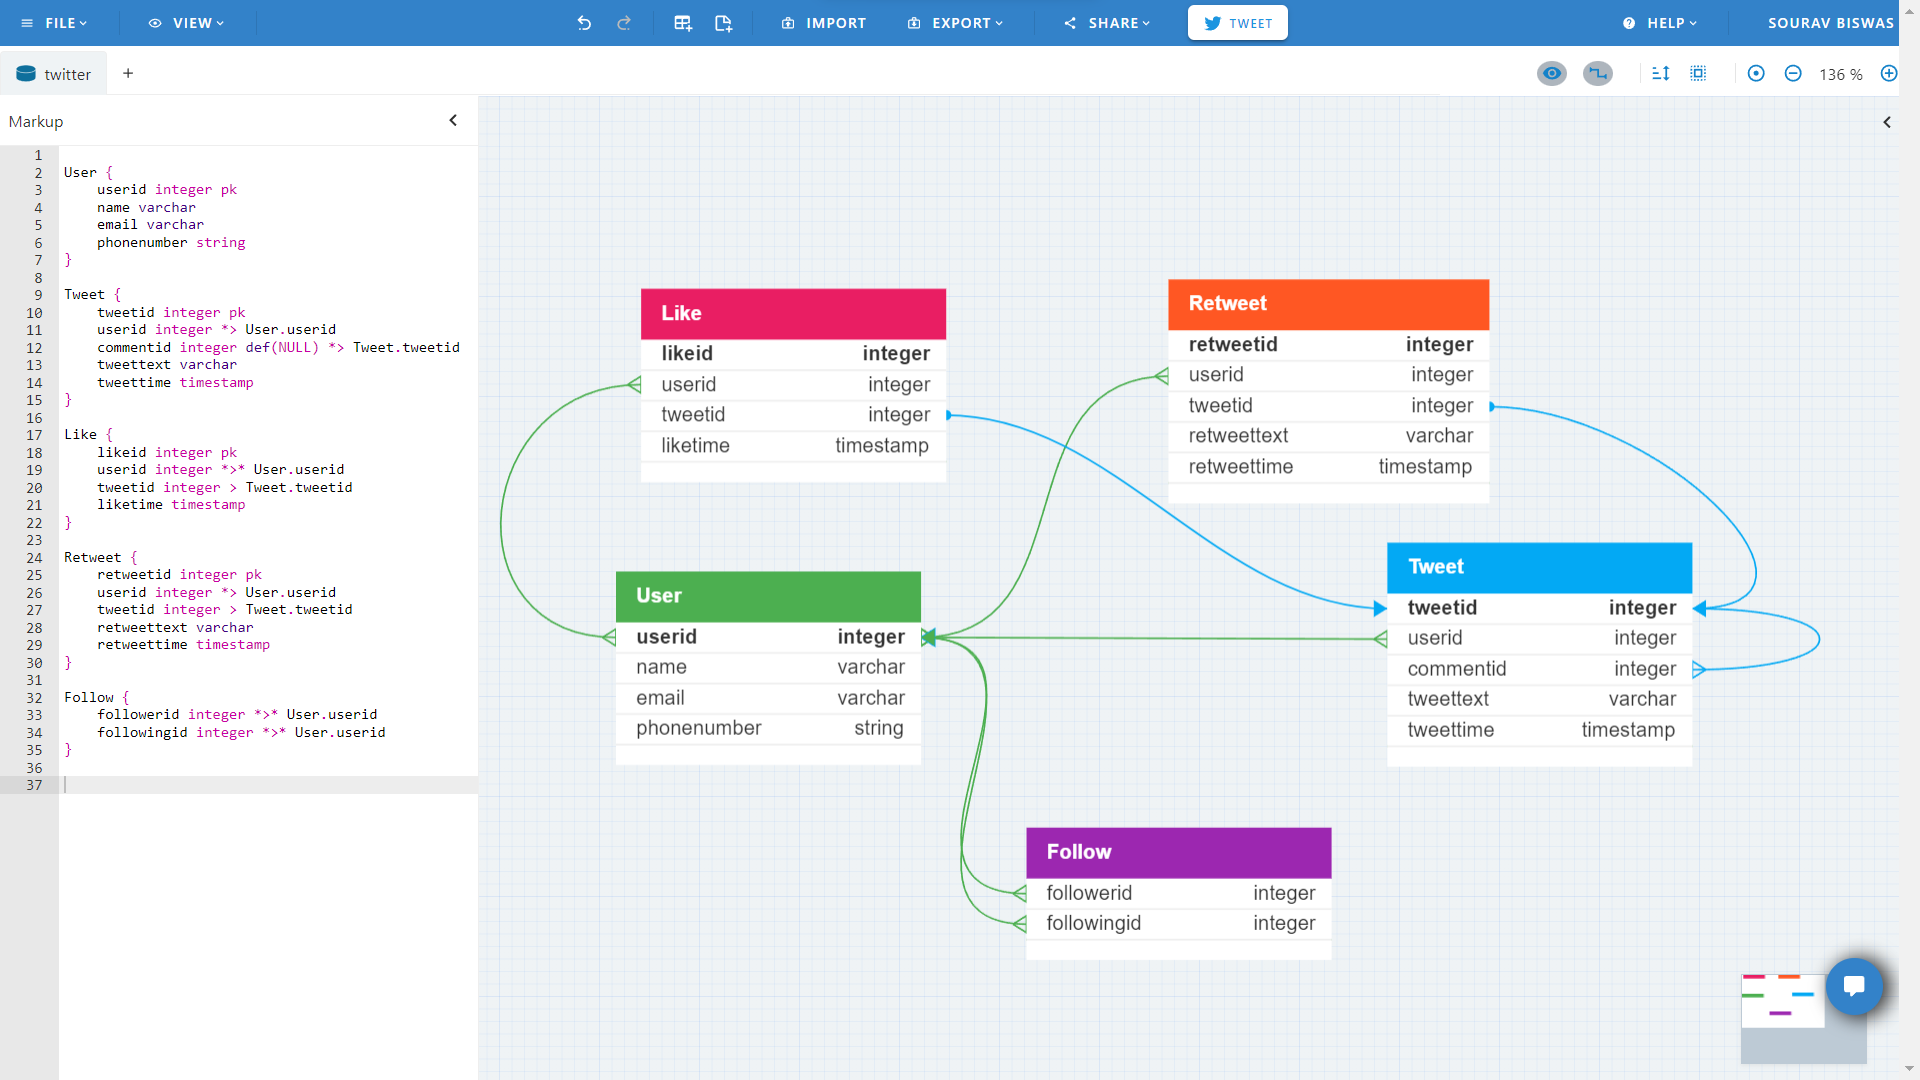 FILE VIEW IMPORT EXPORT SHARE TWEET HELP SOURAV BISWAS
twitter +
136 %
Markup
1
2 User {
3 userid integer pk
4 name varchar
5 email varchar
6 phonenumber string
7 }
8
9 Tweet {
10 tweetid integer pk
11 userid integer *> User.userid
12 commentid integer def(NULL) *> Tweet.tweetid
13 tweettext varchar
14 tweettime timestamp
15 }
16
17 Like {
18 likeid integer pk
19 userid integer *>* User.userid
20 tweetid integer > Tweet.tweetid
21 liketime timestamp
22 }
23
24 Retweet {
25 retweetid integer pk
26 userid integer *> User.userid
27 tweetid integer > Tweet.tweetid
28 retweettext varchar
29 retweettime timestamp
30 }
31
32 Follow {
33 followerid integer *>* User.userid
34 followingid integer *>* User.userid
35 }
36
37
Like
likeid integer
userid integer
tweetid integer
liketime timestamp
Retweet
retweetid integer
userid integer
tweetid integer
retweettext varchar
retweettime timestamp
User
userid integer
name varchar
email varchar
phonenumber string
Tweet
tweetid integer
userid integer
commentid integer
tweettext varchar
tweettime timestamp
Follow
followerid integer
followingid integer